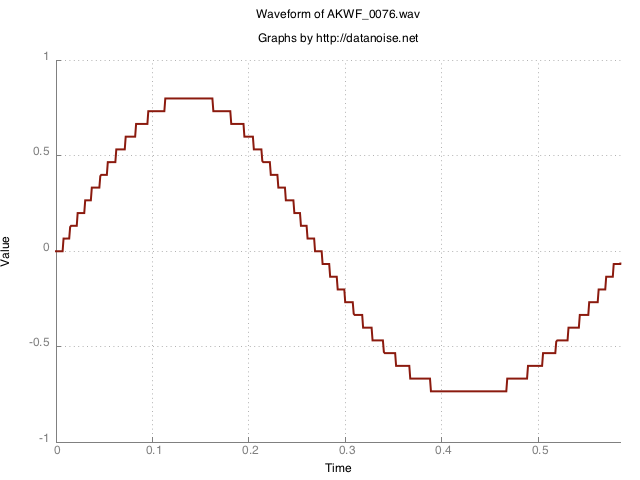 Waveform of AKWF_0076.wav
Graphs by http://datanoise.net
1
0.5
0
-0.5
-1
Value
0 0.1 0.2 0.3 0.4 0.5
Time